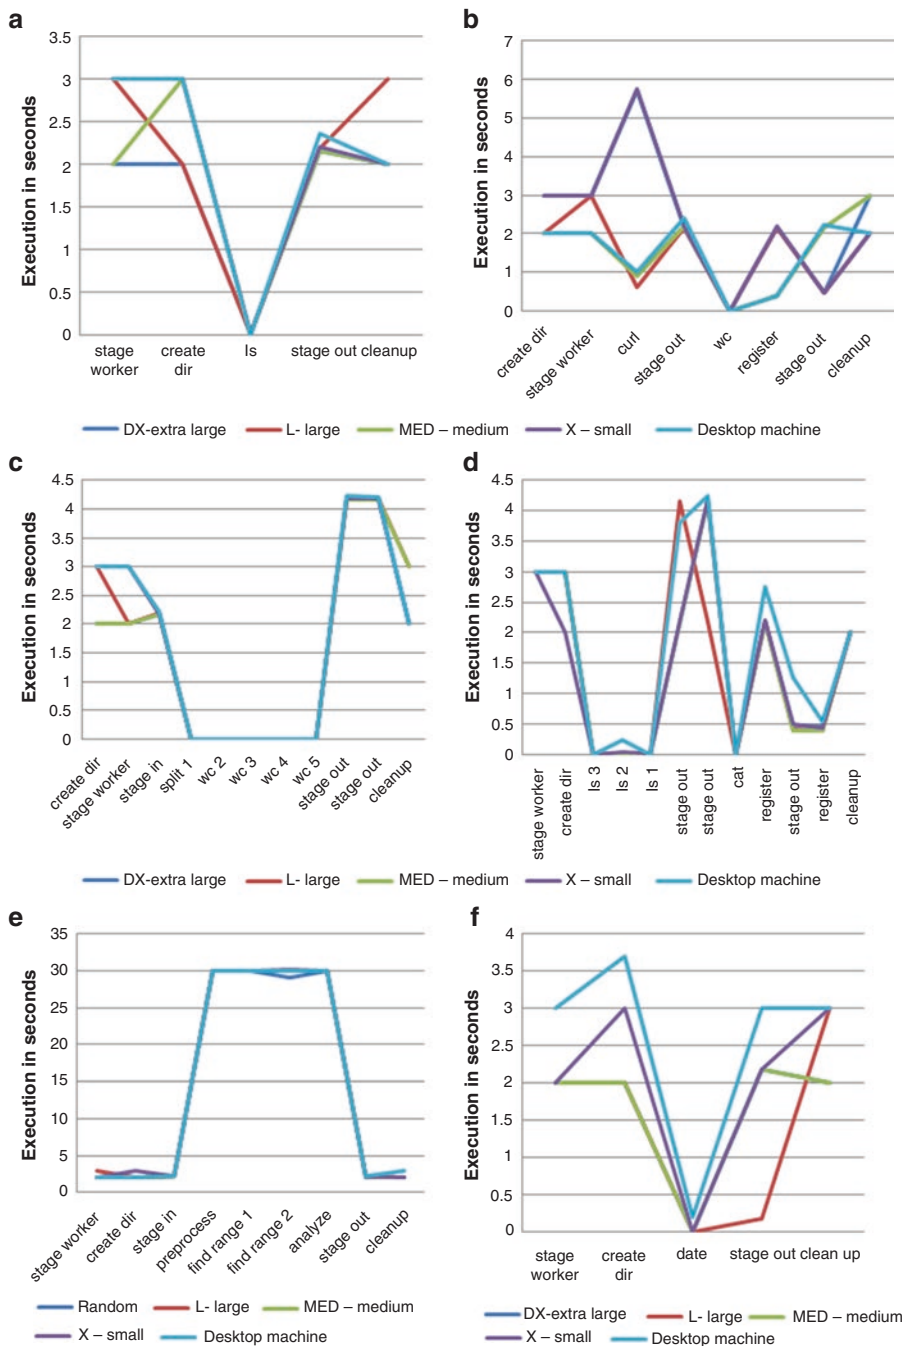 a
Execution in seconds
3.5
3
2.5
2
1.5
1
0.5
0
stage worker
create dir
ls
stage out
cleanup
b
Execution in seconds
7
6
5
4
3
2
1
0
create dir
stage worker
curl
stage out
wc
register
stage out
cleanup
DX-extra large
L- large
MED – medium
X – small
Desktop machine
c
Execution in seconds
4.5
4
3.5
3
2.5
2
1.5
1
0.5
0
create dir
stage worker
stage in
split 1
wc 2
wc 3
wc 4
wc 5
stage out
stage out
cleanup
d
Execution in seconds
4.5
4
3.5
3
2.5
2
1.5
1
0.5
0
stage worker
create dir
ls 3
ls 2
ls 1
stage out
stage out
cat
register
stage out
register
cleanup
DX-extra large
L- large
MED – medium
X – small
Desktop machine
e
Execution in seconds
35
30
25
20
15
10
5
0
stage worker
create dir
stage in
preprocess
find range 1
find range 2
analyze
stage out
cleanup
Random
L- large
MED – medium
X – small
Desktop machine
f
Execution in seconds
4
3.5
3
2.5
2
1.5
1
0.5
0
stage worker
create dir
date
stage out
clean up
DX-extra large
L- large
MED – medium
X – small
Desktop machine